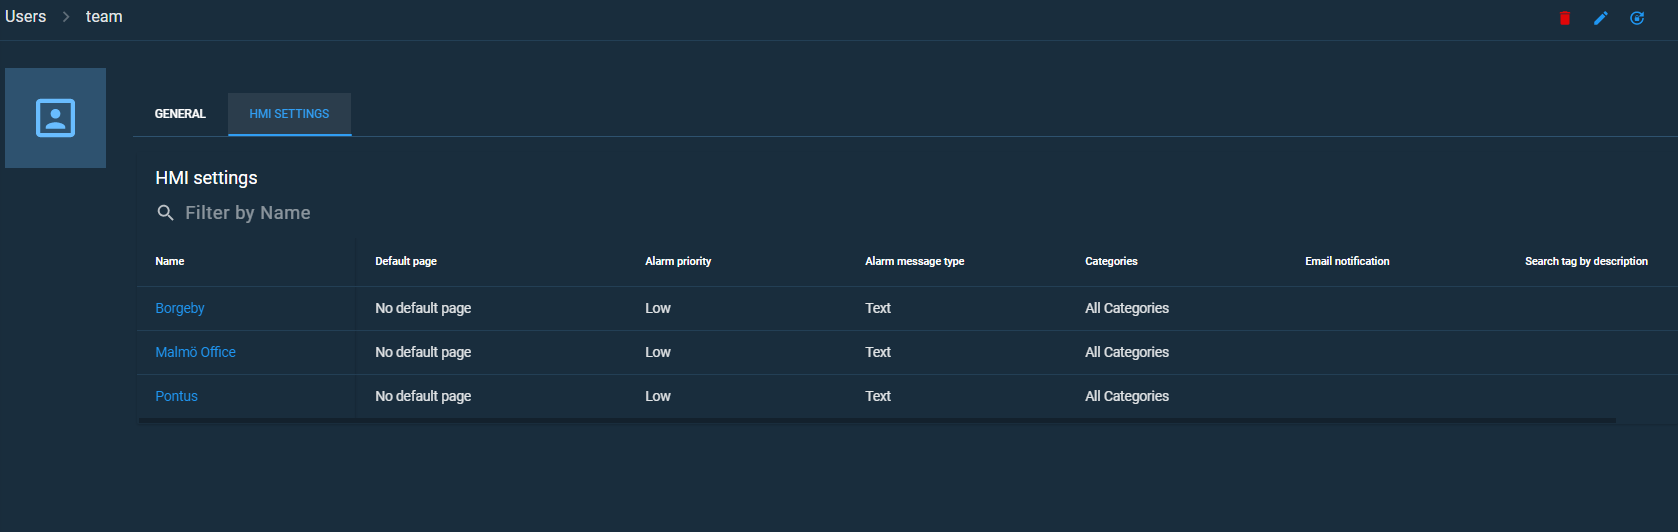 Users > team
GENERAL HMI SETTINGS
HMI settings
Filter by Name
Name Default page Alarm priority Alarm message type Categories Email notification Search tag by description
Borgeby No default page Low Text All Categories
Malmö Office No default page Low Text All Categories
Pontus No default page Low Text All Categories